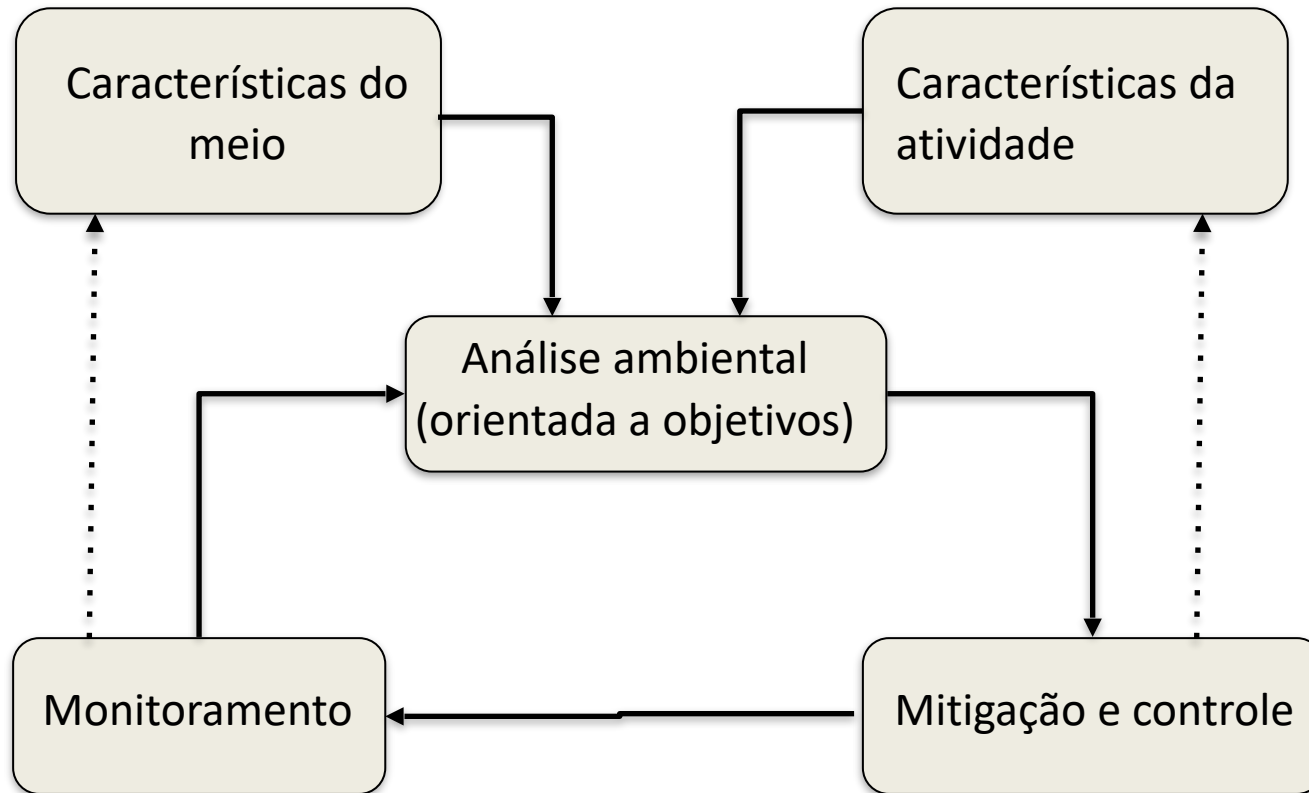 Características do
meio
Características da
atividade
Análise ambiental
(orientada a objetivos)
Monitoramento
Mitigação e controle